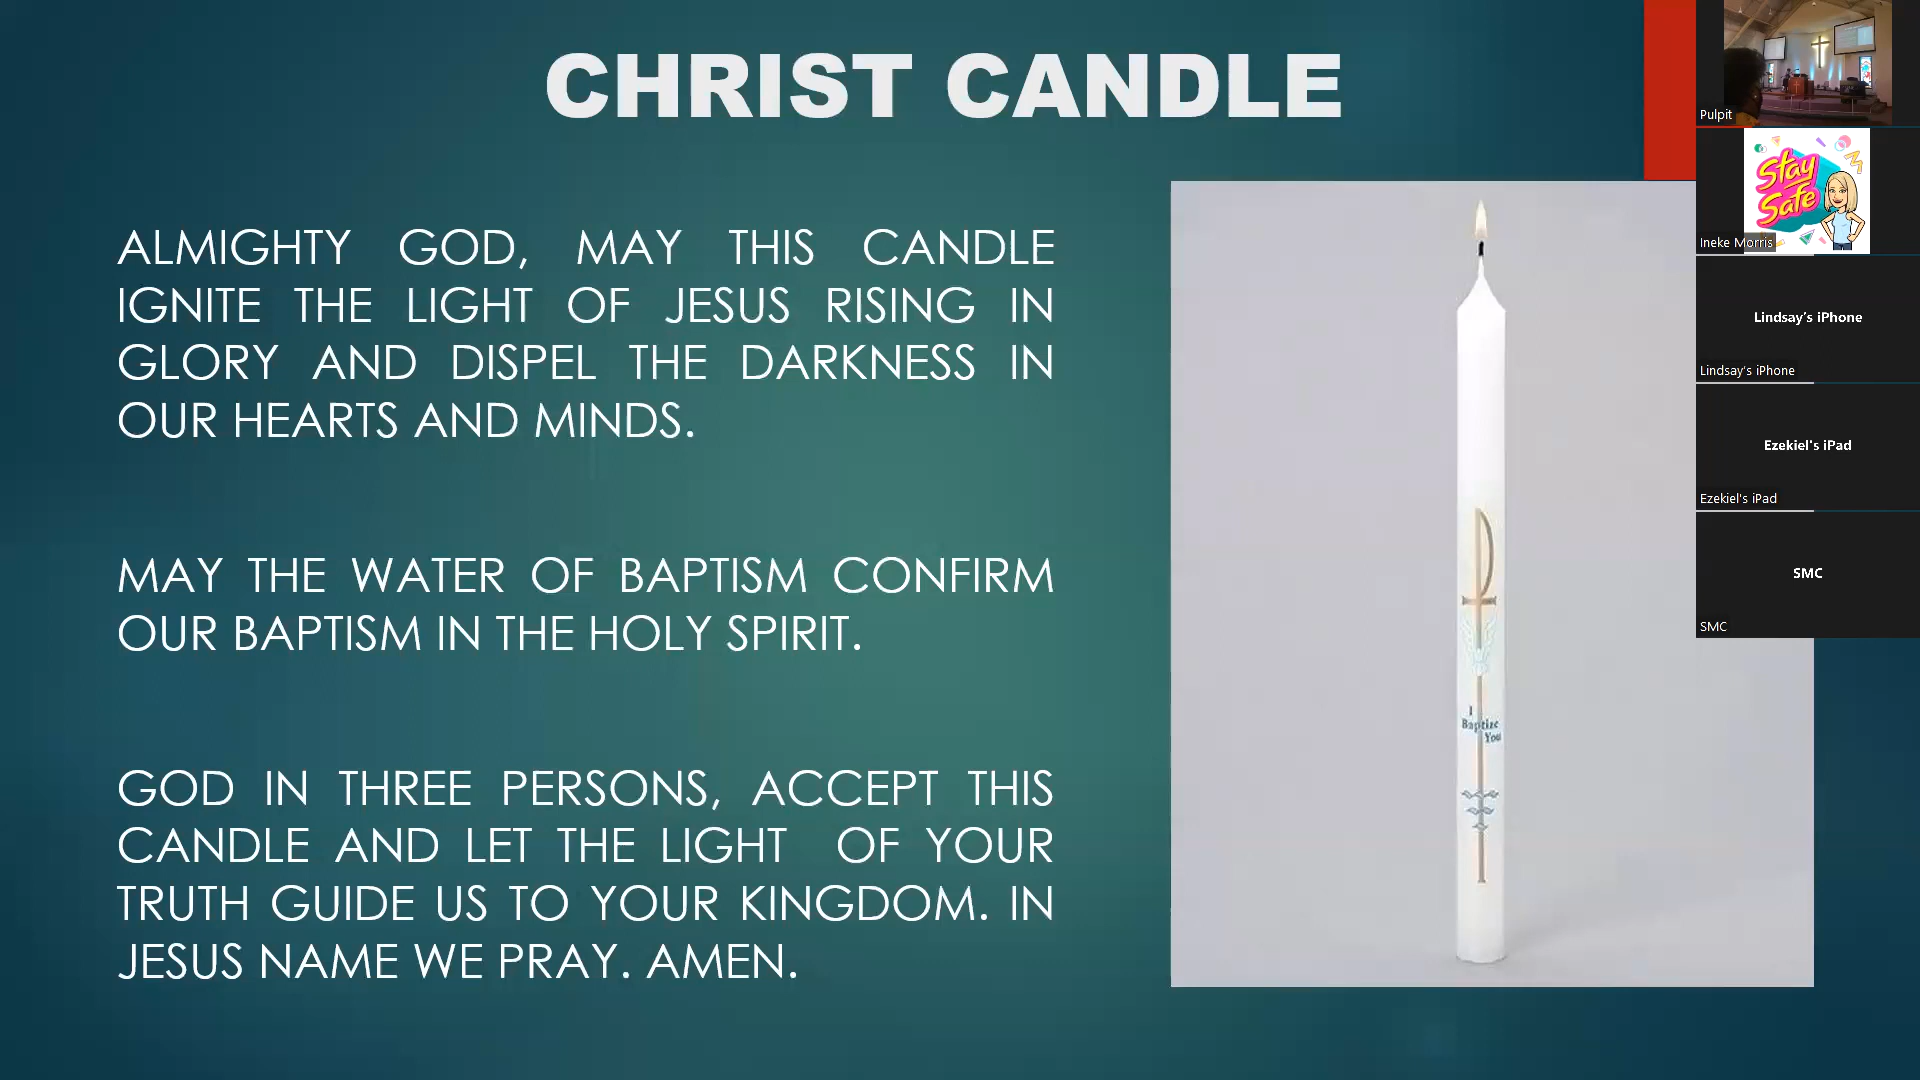 CHRIST CANDLE
ALMIGHTY GOD, MAY THIS CANDLE
IGNITE THE LIGHT OF JESUS RISING IN
GLORY AND DISPEL THE DARKNESS IN
OUR HEARTS AND MINDS.
MAY THE WATER OF BAPTISM CONFIRM
OUR BAPTISM IN THE HOLY SPIRIT.
GOD IN THREE PERSONS, ACCEPT THIS
CANDLE AND LET THE LIGHT OF YOUR
TRUTH GUIDE US TO YOUR KINGDOM. IN
JESUS NAME WE PRAY. AMEN.
I
Baptize
You
Pulpit
Stay
Safe
Ineke Morris
Lindsay's iPhone
Lindsay's iPhone
Ezekiel's iPad
Ezekiel's iPad
SMC
SMC